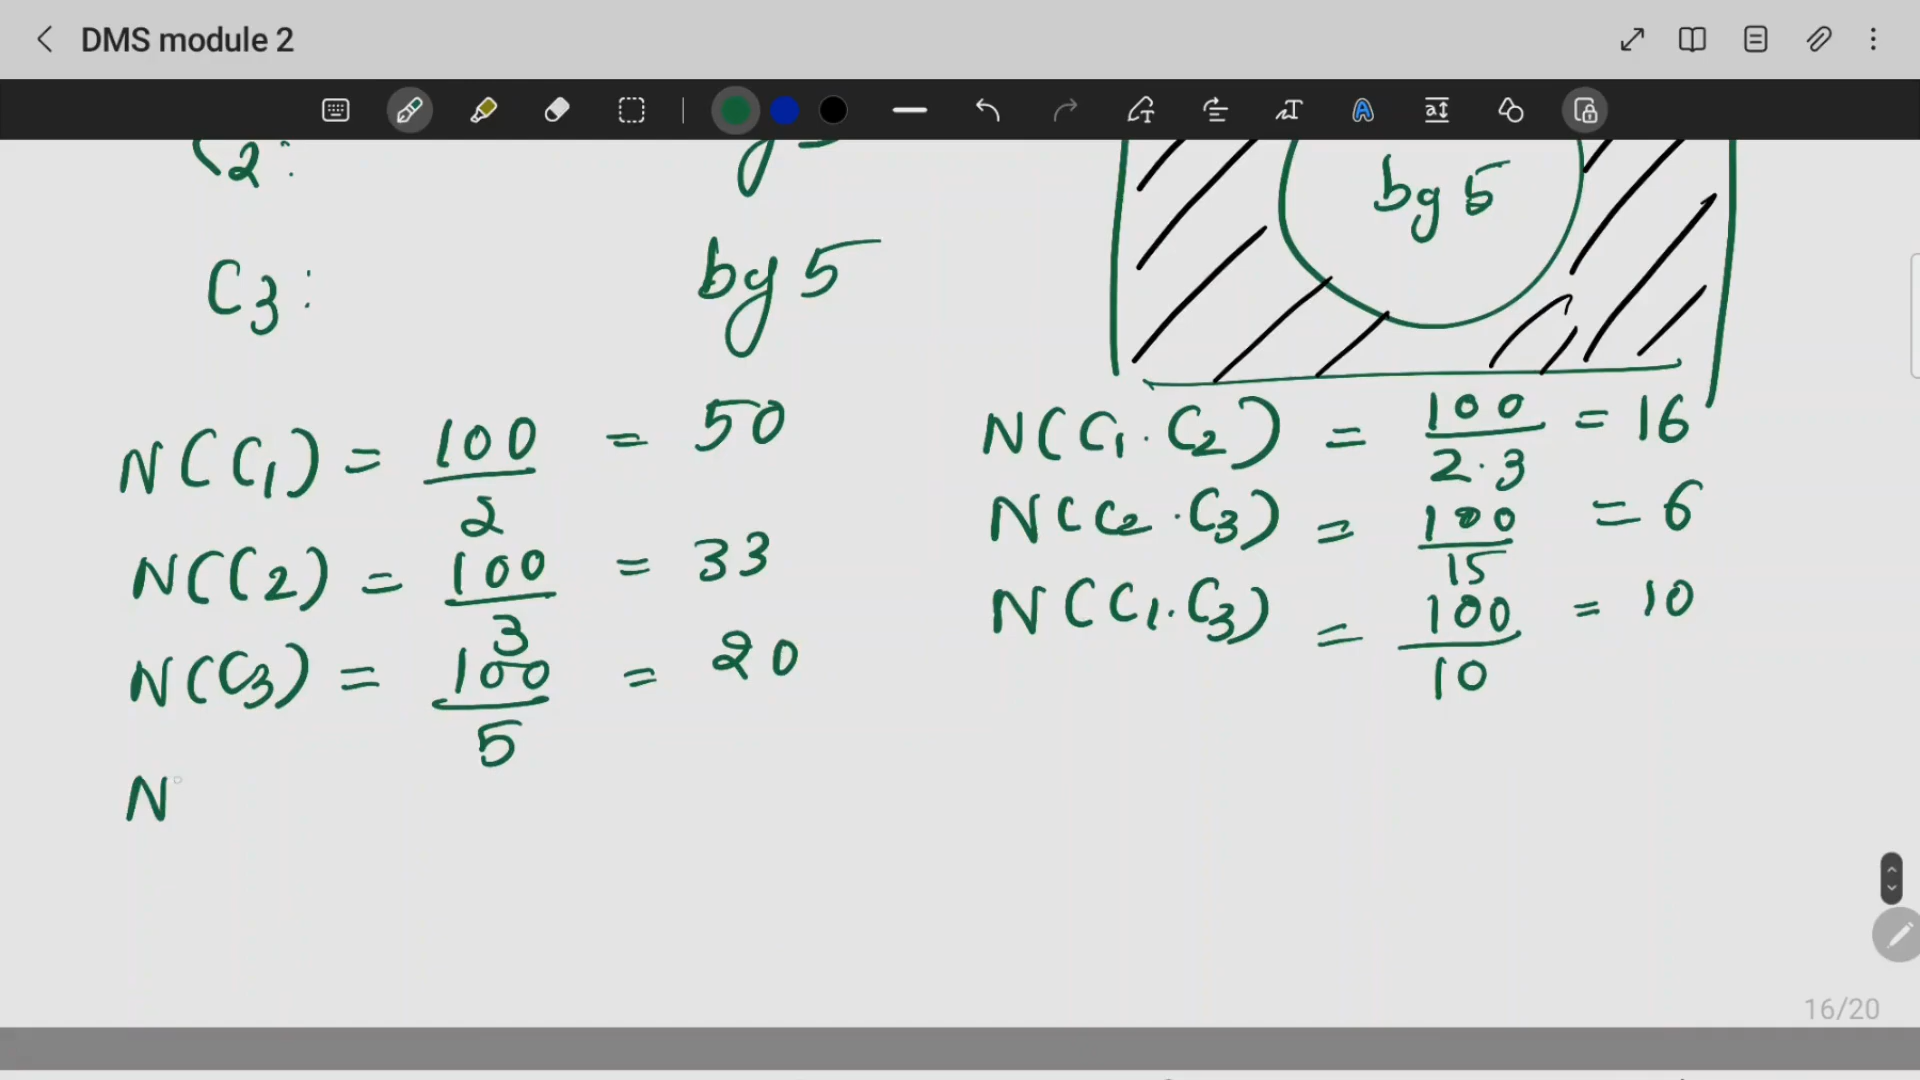 DMS module 2
C2:
C3: by 5
by 5
N(C1) = 100/2 = 50
N(C2) = 100/3 = 33
N(C3) = 100/5 = 20
N
N(C1·C2) = 100/2·3 = 16
N(C2·C3) = 100/15 = 6
N(C1·C3) = 100/10 = 10
16/20